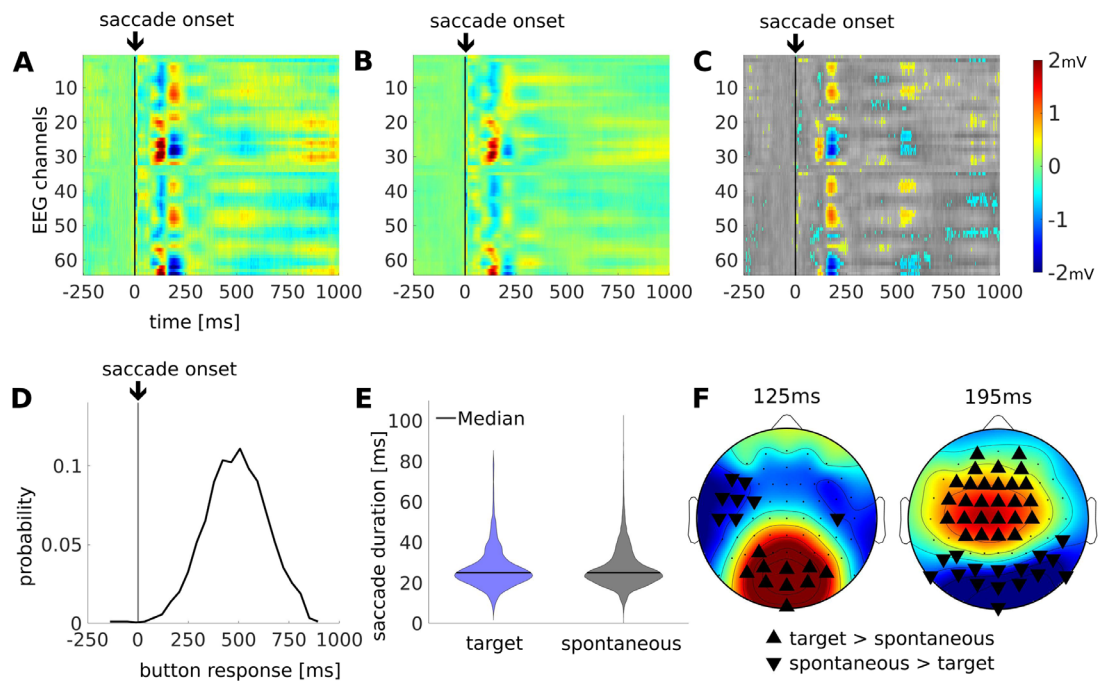 saccade onset
saccade onset
saccade onset
A
B
C
EEG channels
10
20
30
40
50
60
10
20
30
40
50
60
10
20
30
40
50
60
2mV
1
0
-1
-2mV
-250 0 250 500 750 1000
-250 0 250 500 750 1000
-250 0 250 500 750 1000
time [ms]
saccade onset
D
E
F
probability
0.1
0.05
0
-250 0 250 500 750 1000
button response [ms]
saccade duration [ms]
100
80
60
40
20
0
Median
target spontaneous
125ms
195ms
target > spontaneous
spontaneous > target